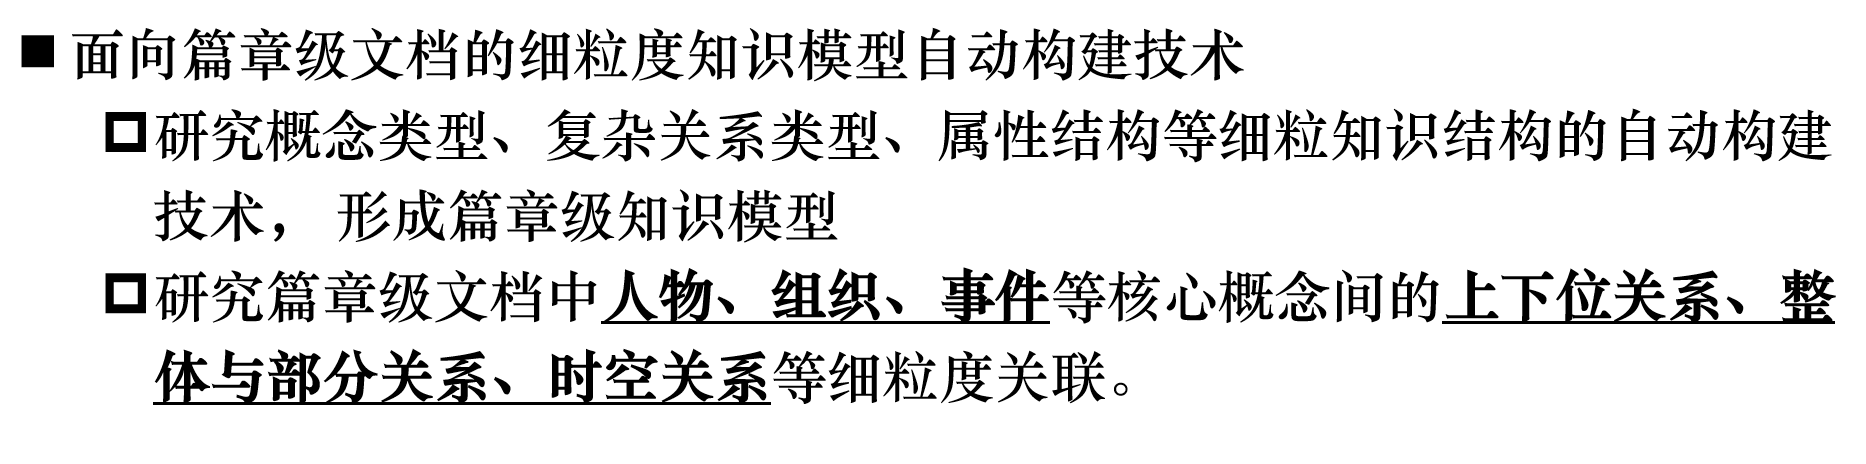 ■ 面向篇章级文档的细粒度知识模型自动构建技术
研究概念类型、复杂关系类型、属性结构等细粒知识结构的自动构建
技术， 形成篇章级知识模型
研究篇章级文档中人物、组织、事件等核心概念间的上下位关系、整
体与部分关系、时空关系等细粒度关联。